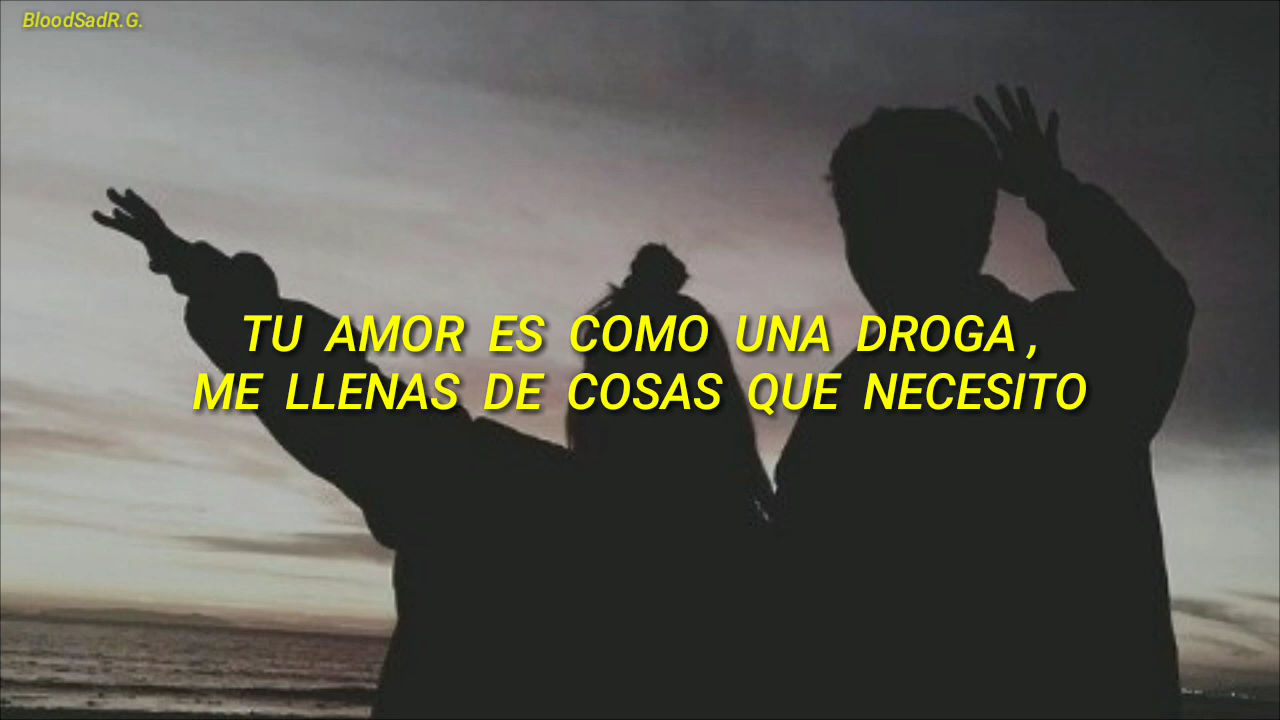 BloodSadR.G.
TU AMOR ES COMO UNA DROGA ,
ME LLENAS DE COSAS QUE NECESITO